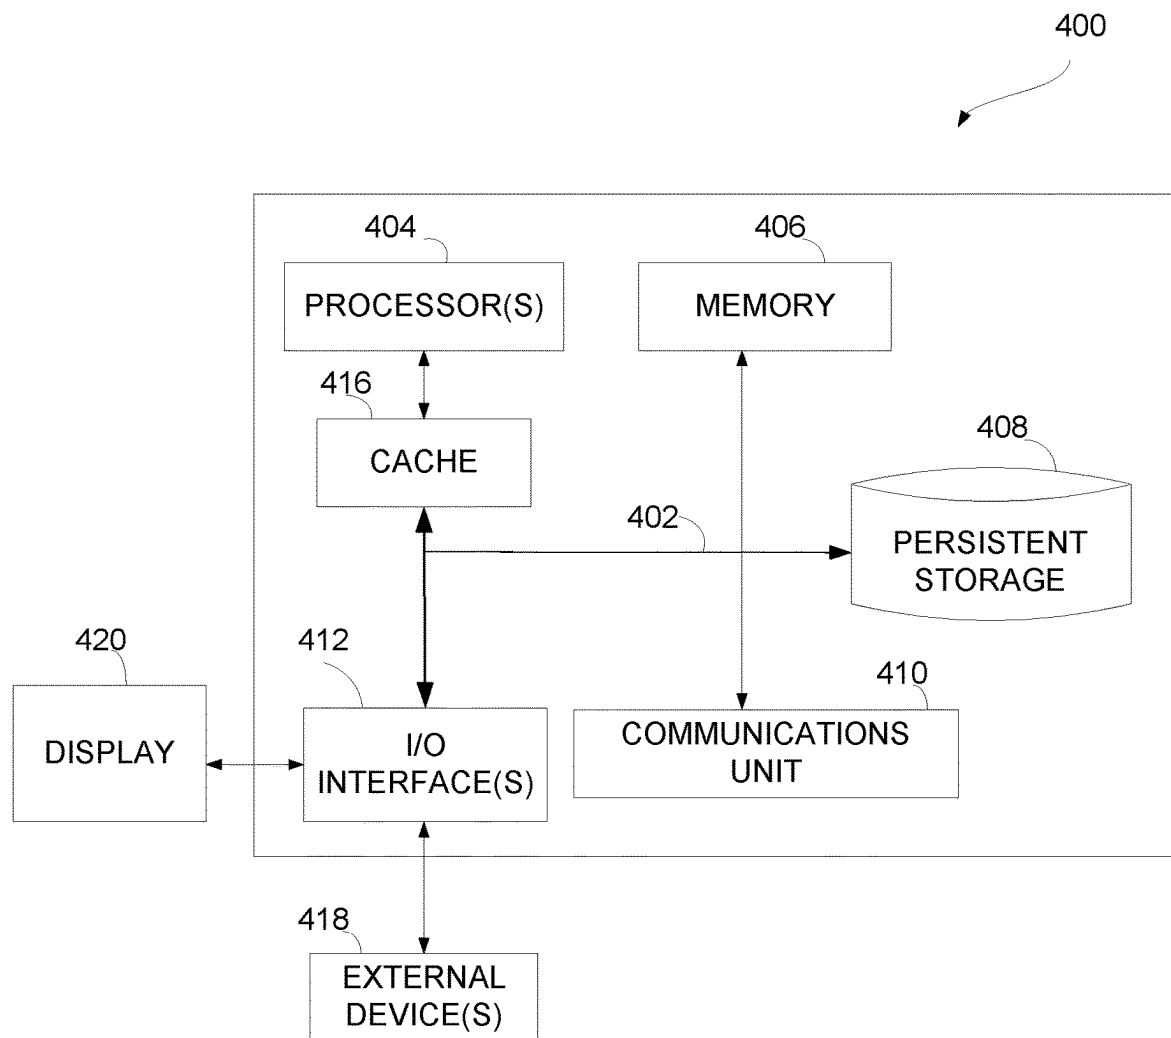 400
404
406
PROCESSOR(S)
MEMORY
416
CACHE
408
402
PERSISTENT
STORAGE
420
412
410
DISPLAY
I/O
INTERFACE(S)
COMMUNICATIONS
UNIT
418
EXTERNAL
DEVICE(S)